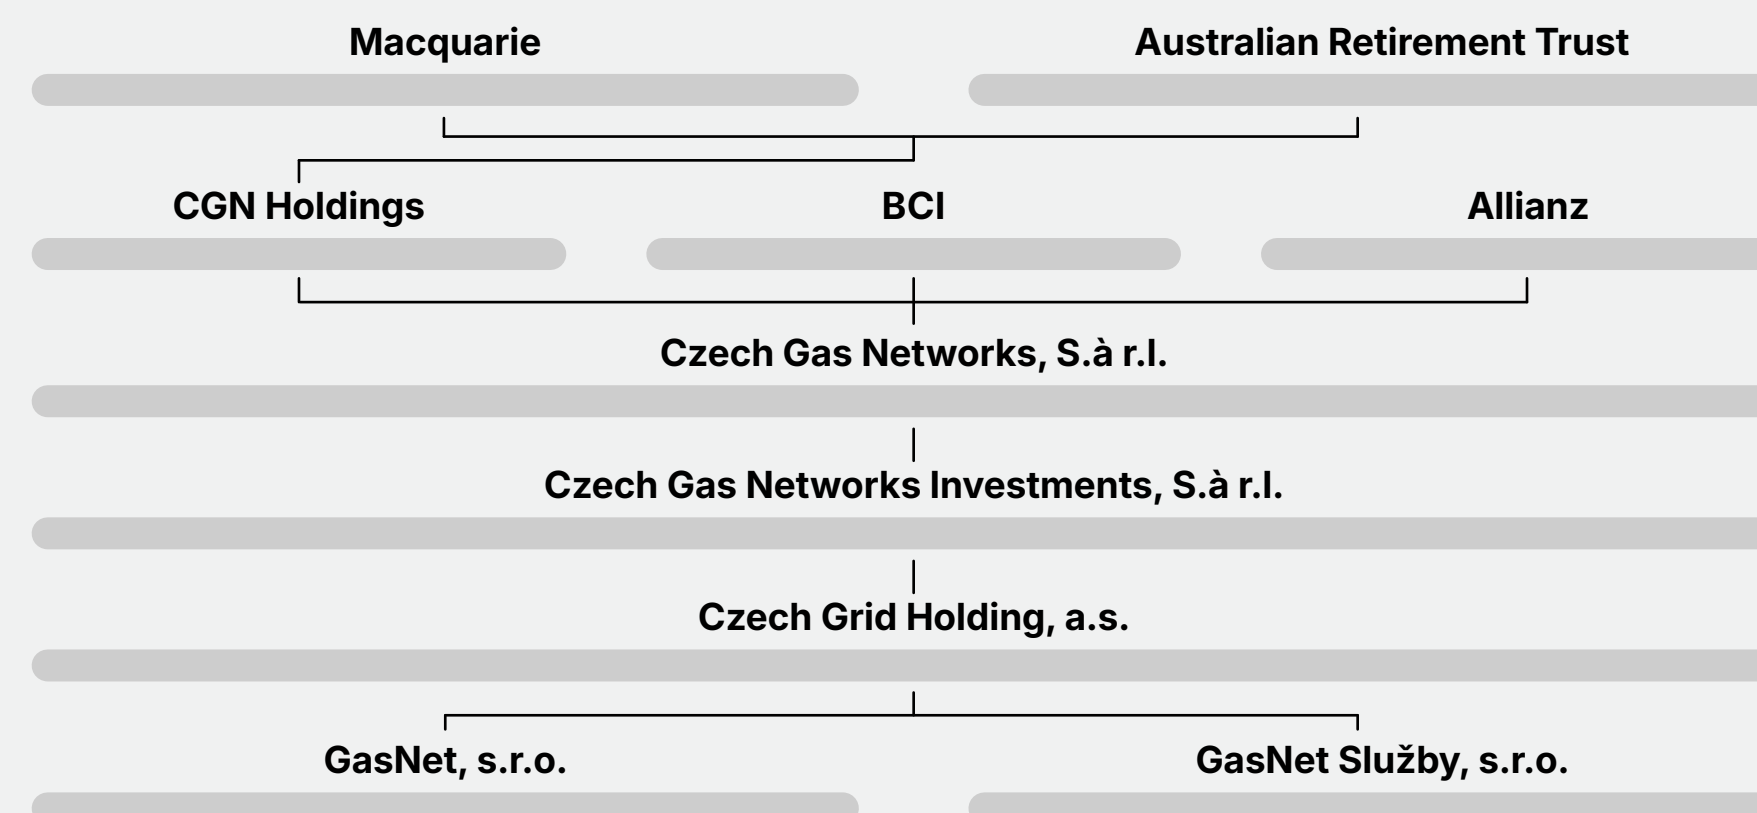 Macquarie
Australian Retirement Trust
CGN Holdings
BCI
Allianz
Czech Gas Networks, S.à r.l.
Czech Gas Networks Investments, S.à r.l.
Czech Grid Holding, a.s.
GasNet, s.r.o.
GasNet Služby, s.r.o.